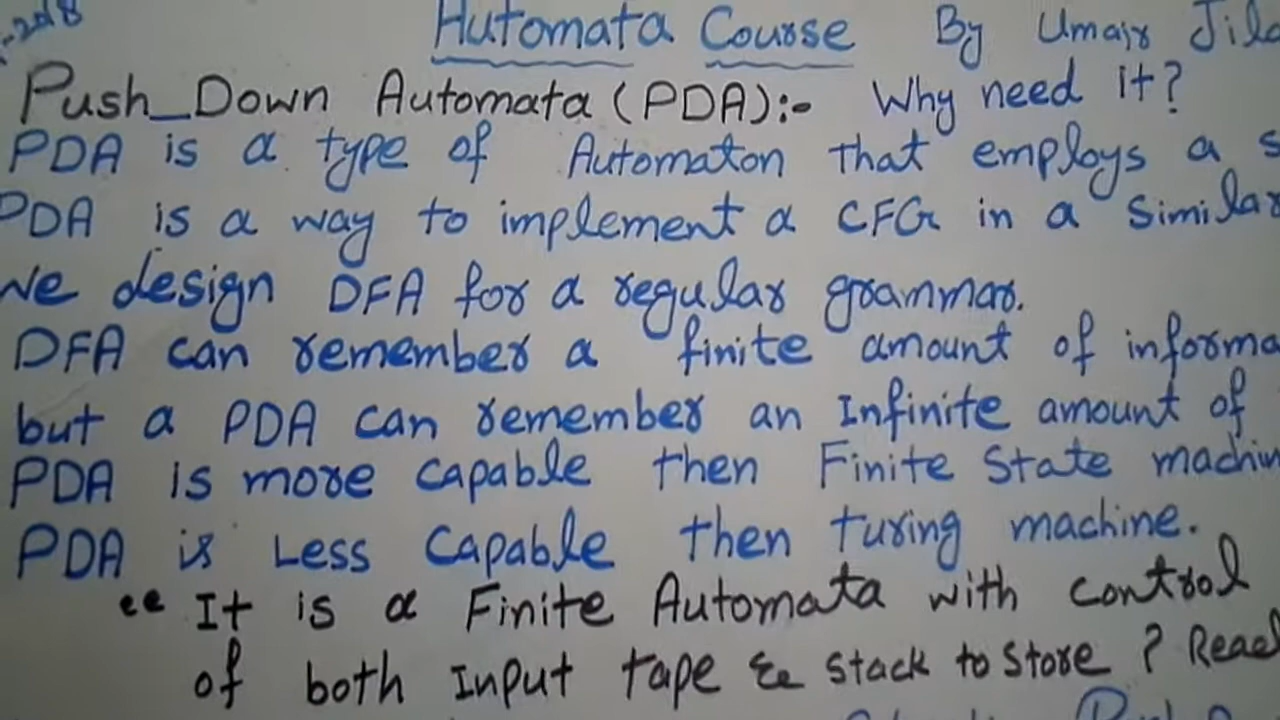 Automata Course By Umair
Push_Down Automata (PDA):- Why need it?
PDA is a type of Automaton that employs a
PDA is a way to implement a CFG in a Similar
We design DFA for a regular grammar.
DFA can remember a finite amount of informa
but a PDA can remember an Infinite amount of
PDA is more capable then Finite State machin
PDA is Less Capable then turing machine.
“ It is a Finite Automata with control
of both Input tape & stack to store ? Read